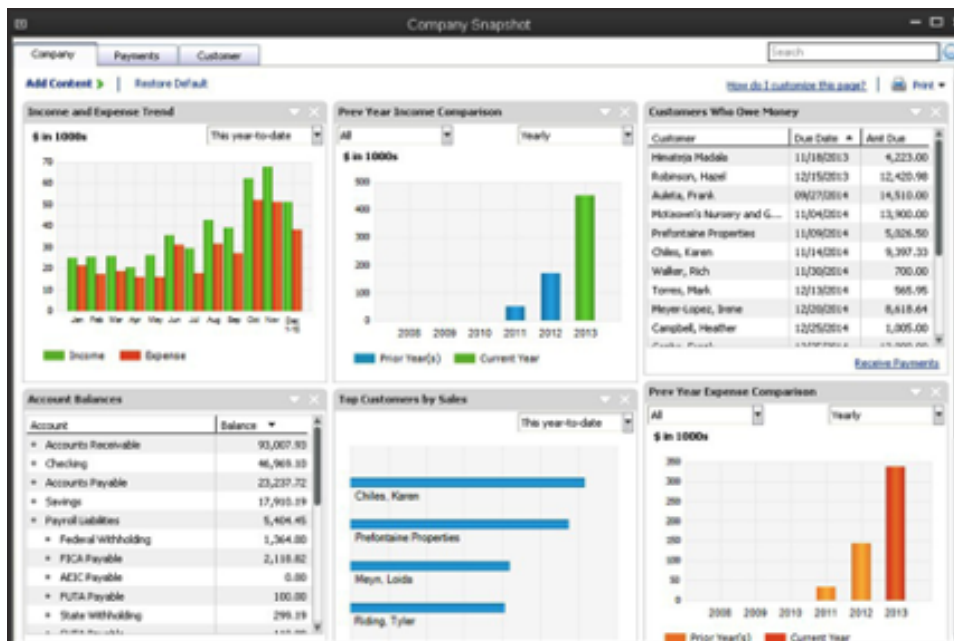 Company Snapshot
Company Payments Customer
Search
Add Content Restore Default
How do I customize this page? Print
Income and Expense Trend
$ in 1000s This year-to-date
70
60
50
40
30
20
10
0
Jan Feb Mar Apr May Jun Jul Aug Sep Oct Nov Dec
1-15
Income Expense
Prev Year Income Comparison
All Yearly
$ in 1000s
500
400
300
200
100
0
2008 2009 2010 2011 2012 2013
Prior Year(s) Current Year
Customers Who Owe Money
Customer Due Date Amt Due
Himateja Madala 11/18/2013 4,223.00
Robinson, Hazel 12/15/2013 12,420.98
Auleta, Frank 09/27/2014 14,510.00
McKeown's Nursery and G... 11/04/2014 13,900.00
Prefontaine Properties 11/09/2014 5,026.50
Chiles, Karen 11/14/2014 9,397.33
Walker, Rich 11/30/2014 700.00
Torres, Mark 12/13/2014 565.95
Meyer-Lopez, Irene 12/20/2014 8,618.64
Campbell, Heather 12/25/2014 1,005.00
Receive Payments
Account Balances
Account Balance
Accounts Receivable 93,007.93
Checking 46,969.10
Accounts Payable 23,237.72
Savings 17,910.19
Payroll Liabilities 5,404.45
Federal Withholding 1,364.00
FICA Payable 2,118.82
AEIC Payable 0.00
FUTA Payable 100.00
State Withholding 299.19
Top Customers by Sales
This year-to-date
Chiles, Karen
Prefontaine Properties
Meyn, Loida
Riding, Tyler
Prev Year Expense Comparison
All Yearly
$ in 1000s
350
300
250
200
150
100
50
0
2008 2009 2010 2011 2012 2013
Prior Year(s) Current Year